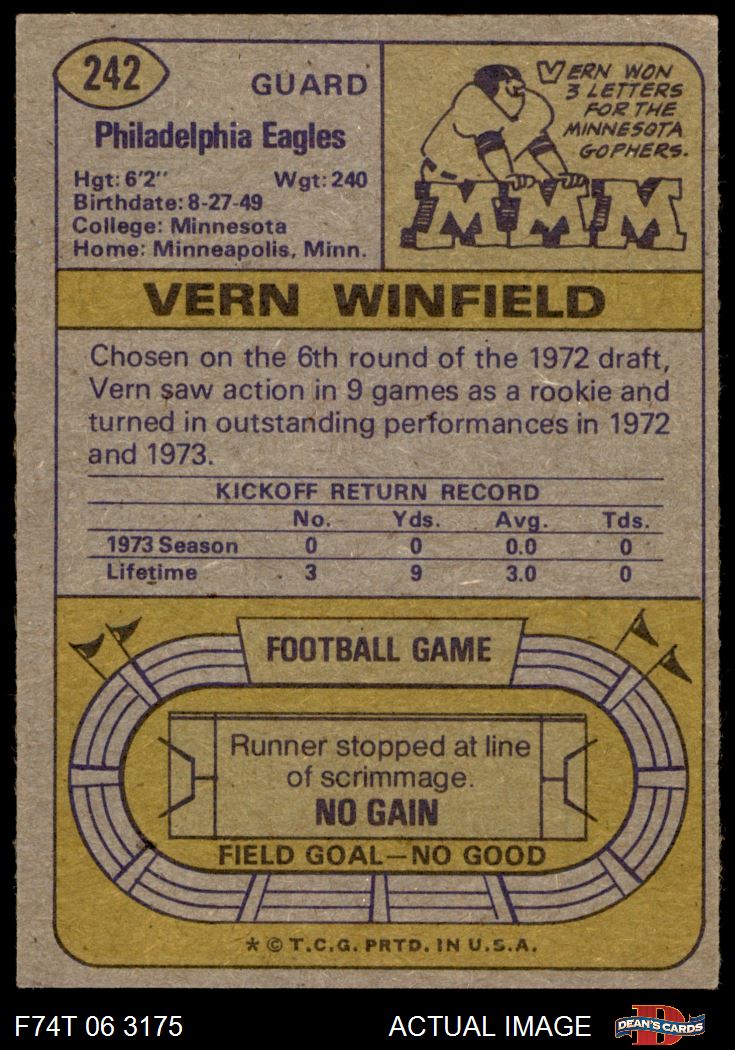 242
GUARD
Philadelphia Eagles
Hgt: 6'2" Wgt: 240
Birthdate: 8-27-49
College: Minnesota
Home: Minneapolis, Minn.
VERN WON
3 LETTERS
FOR THE
MINNESOTA
GOPHERS.
MMM
VERN WINFIELD
Chosen on the 6th round of the 1972 draft,
Vern saw action in 9 games as a rookie and
turned in outstanding performances in 1972
and 1973.
KICKOFF RETURN RECORD
No. Yds. Avg. Tds.
1973 Season 0 0 0.0 0
Lifetime 3 9 3.0 0
FOOTBALL GAME
Runner stopped at line
of scrimmage.
NO GAIN
FIELD GOAL—NO GOOD
* © T.C.G. PRTD. IN U.S.A.
F74T 06 3175 ACTUAL IMAGE
D
DEAN'S CARDS